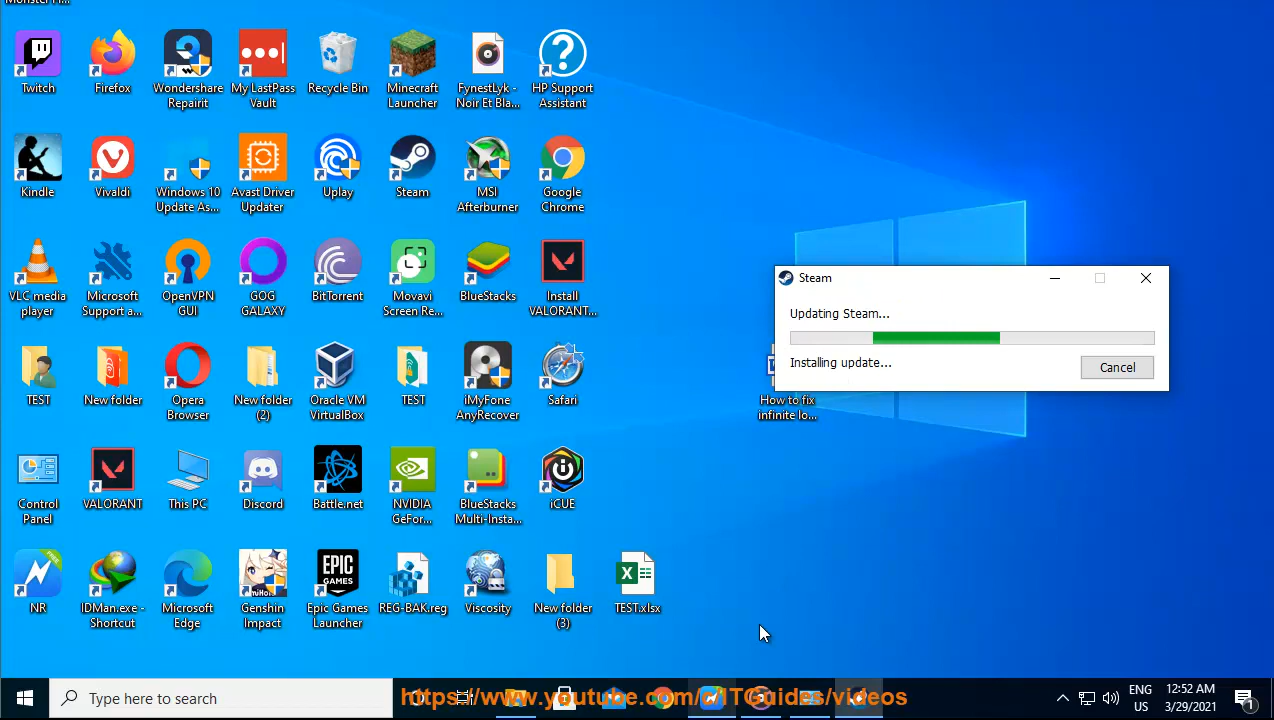 Monster Hi...
Twitch
Firefox
Wondershare
Repairit
My LastPass
Vault
Recycle Bin
Minecraft
Launcher
FynestLyk -
Noir Et Bla...
HP Support
Assistant
Kindle
Vivaldi
Windows 10
Update As...
Avast Driver
Updater
Uplay
Steam
MSI
Afterburner
Google
Chrome
VLC media
player
Microsoft
Support a...
OpenVPN
GUI
GOG
GALAXY
BitTorrent
Movavi
Screen Re...
BlueStacks
Install
VALORANT...
TEST
New folder
Opera
Browser
New folder
(2)
Oracle VM
VirtualBox
TEST
iMyFone
AnyRecover
Safari
How to fix
infinite lo...
Steam
Updating Steam...
Installing update...
Cancel
Control
Panel
VALORANT
This PC
Discord
Battle.net
NVIDIA
GeFor...
BlueStacks
Multi-Insta...
iCUE
FREE
NR
IDMan.exe -
Shortcut
Microsoft
Edge
Genshin
Impact
EPIC
GAMES
Epic Games
Launcher
REG-BAK.reg
Viscosity
New folder
(3)
TEST.xlsx
Type here to search
https://www.youtube.com/c/ITGuides/videos
ENG
US
12:52 AM
3/29/2021
1